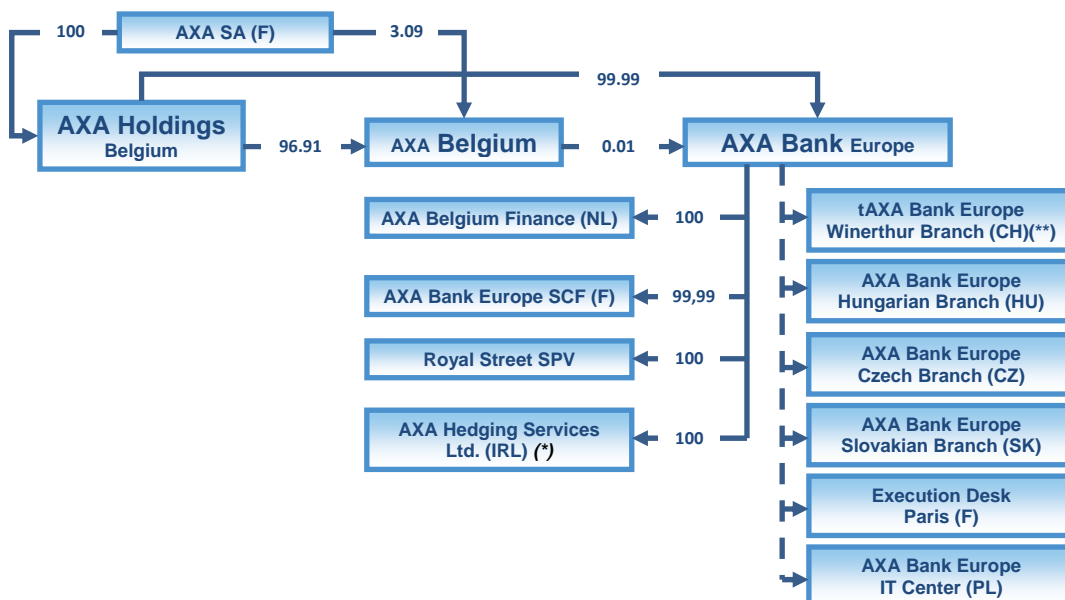 100
AXA SA (F)
3.09
99.99
AXA Holdings
Belgium
96.91
AXA Belgium
0.01
AXA Bank Europe
AXA Belgium Finance (NL)
100
tAXA Bank Europe
Winerthur Branch (CH)(**)
AXA Bank Europe SCF (F)
99,99
AXA Bank Europe
Hungarian Branch (HU)
Royal Street SPV
100
AXA Bank Europe
Czech Branch (CZ)
AXA Hedging Services
Ltd. (IRL) (*)
100
AXA Bank Europe
Slovakian Branch (SK)
Execution Desk
Paris (F)
AXA Bank Europe
IT Center (PL)